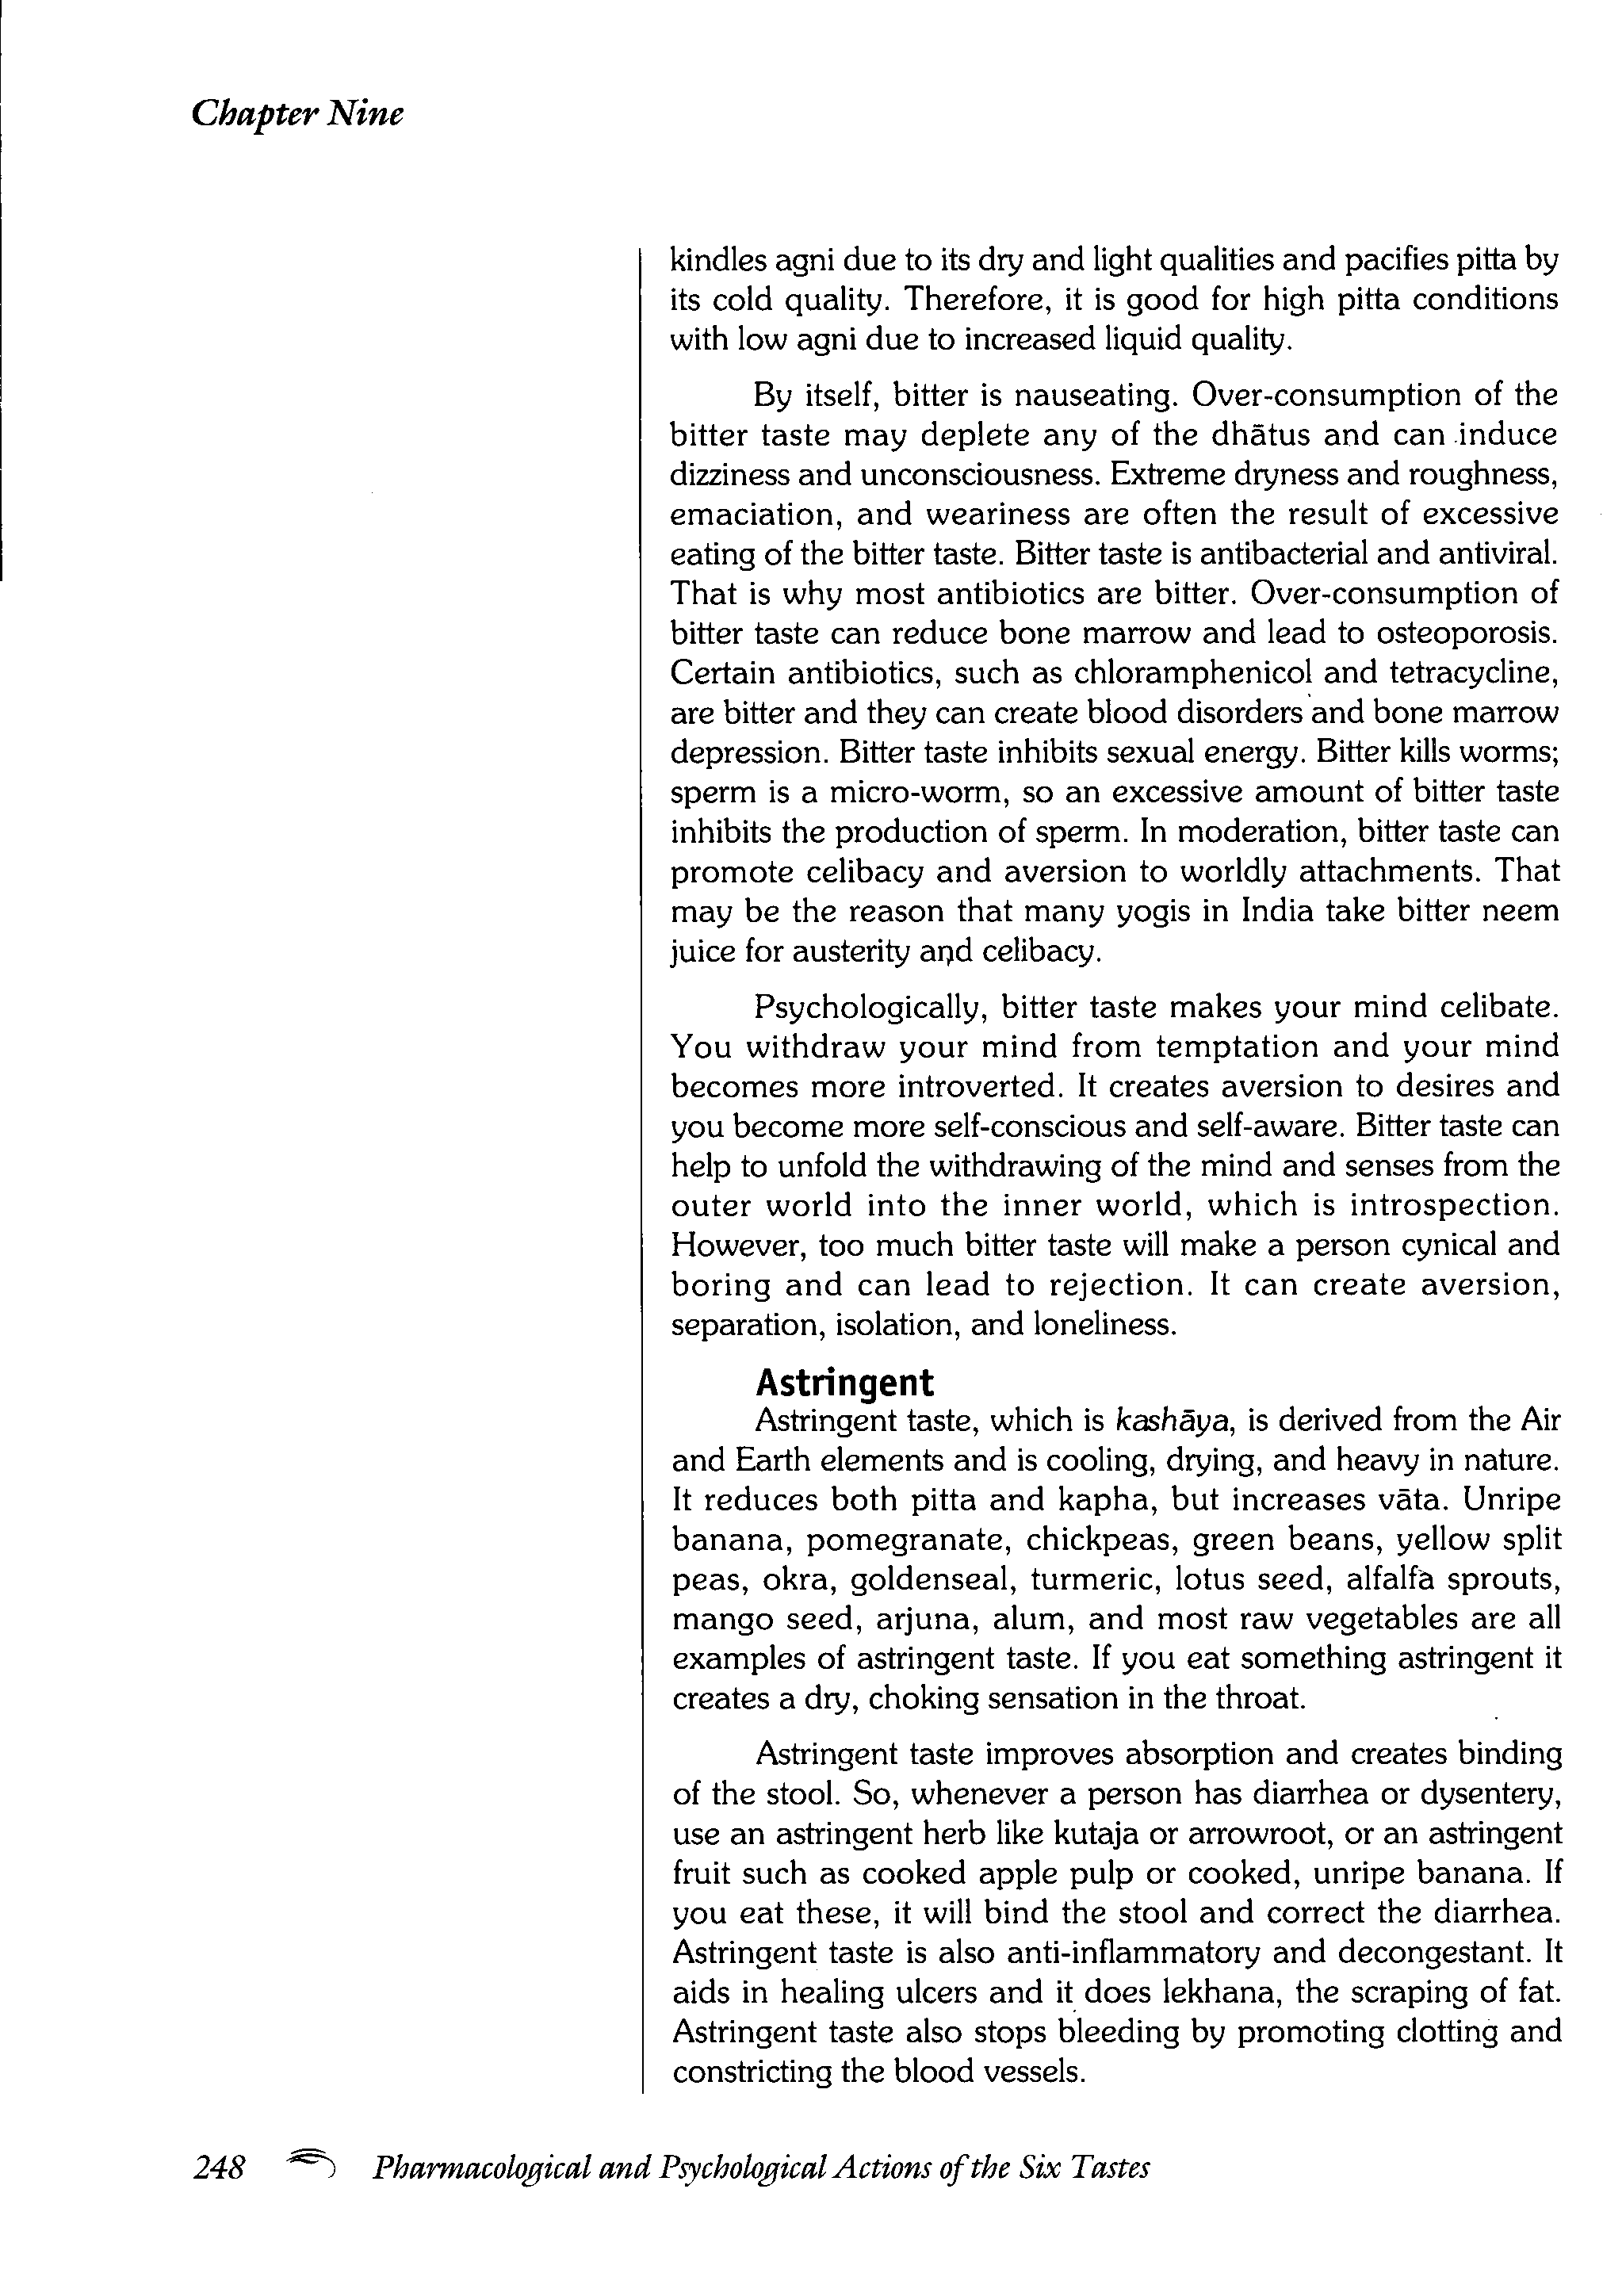 Chapter Nine
kindles agni due to its dry and light qualities and pacifies pitta by
its cold quality. Therefore, it is good for high pitta conditions
with low agni due to increased liquid quality.
By itself, bitter is nauseating. Over-consumption of the
bitter taste may deplete any of the dhātus and can induce
dizziness and unconsciousness. Extreme dryness and roughness,
emaciation, and weariness are often the result of excessive
eating of the bitter taste. Bitter taste is antibacterial and antiviral.
That is why most antibiotics are bitter. Over-consumption of
bitter taste can reduce bone marrow and lead to osteoporosis.
Certain antibiotics, such as chloramphenicol and tetracycline,
are bitter and they can create blood disorders and bone marrow
depression. Bitter taste inhibits sexual energy. Bitter kills worms;
sperm is a micro-worm, so an excessive amount of bitter taste
inhibits the production of sperm. In moderation, bitter taste can
promote celibacy and aversion to worldly attachments. That
may be the reason that many yogis in India take bitter neem
juice for austerity and celibacy.
Psychologically, bitter taste makes your mind celibate.
You withdraw your mind from temptation and your mind
becomes more introverted. It creates aversion to desires and
you become more self-conscious and self-aware. Bitter taste can
help to unfold the withdrawing of the mind and senses from the
outer world into the inner world, which is introspection.
However, too much bitter taste will make a person cynical and
boring and can lead to rejection. It can create aversion,
separation, isolation, and loneliness.
Astringent
Astringent taste, which is kashāya, is derived from the Air
and Earth elements and is cooling, drying, and heavy in nature.
It reduces both pitta and kapha, but increases vāta. Unripe
banana, pomegranate, chickpeas, green beans, yellow split
peas, okra, goldenseal, turmeric, lotus seed, alfalfa sprouts,
mango seed, arjuna, alum, and most raw vegetables are all
examples of astringent taste. If you eat something astringent it
creates a dry, choking sensation in the throat.
Astringent taste improves absorption and creates binding
of the stool. So, whenever a person has diarrhea or dysentery,
use an astringent herb like kutaja or arrowroot, or an astringent
fruit such as cooked apple pulp or cooked, unripe banana. If
you eat these, it will bind the stool and correct the diarrhea.
Astringent taste is also anti-inflammatory and decongestant. It
aids in healing ulcers and it does lekhana, the scraping of fat.
Astringent taste also stops bleeding by promoting clotting and
constricting the blood vessels.
248 Pharmacological and Psychological Actions of the Six Tastes